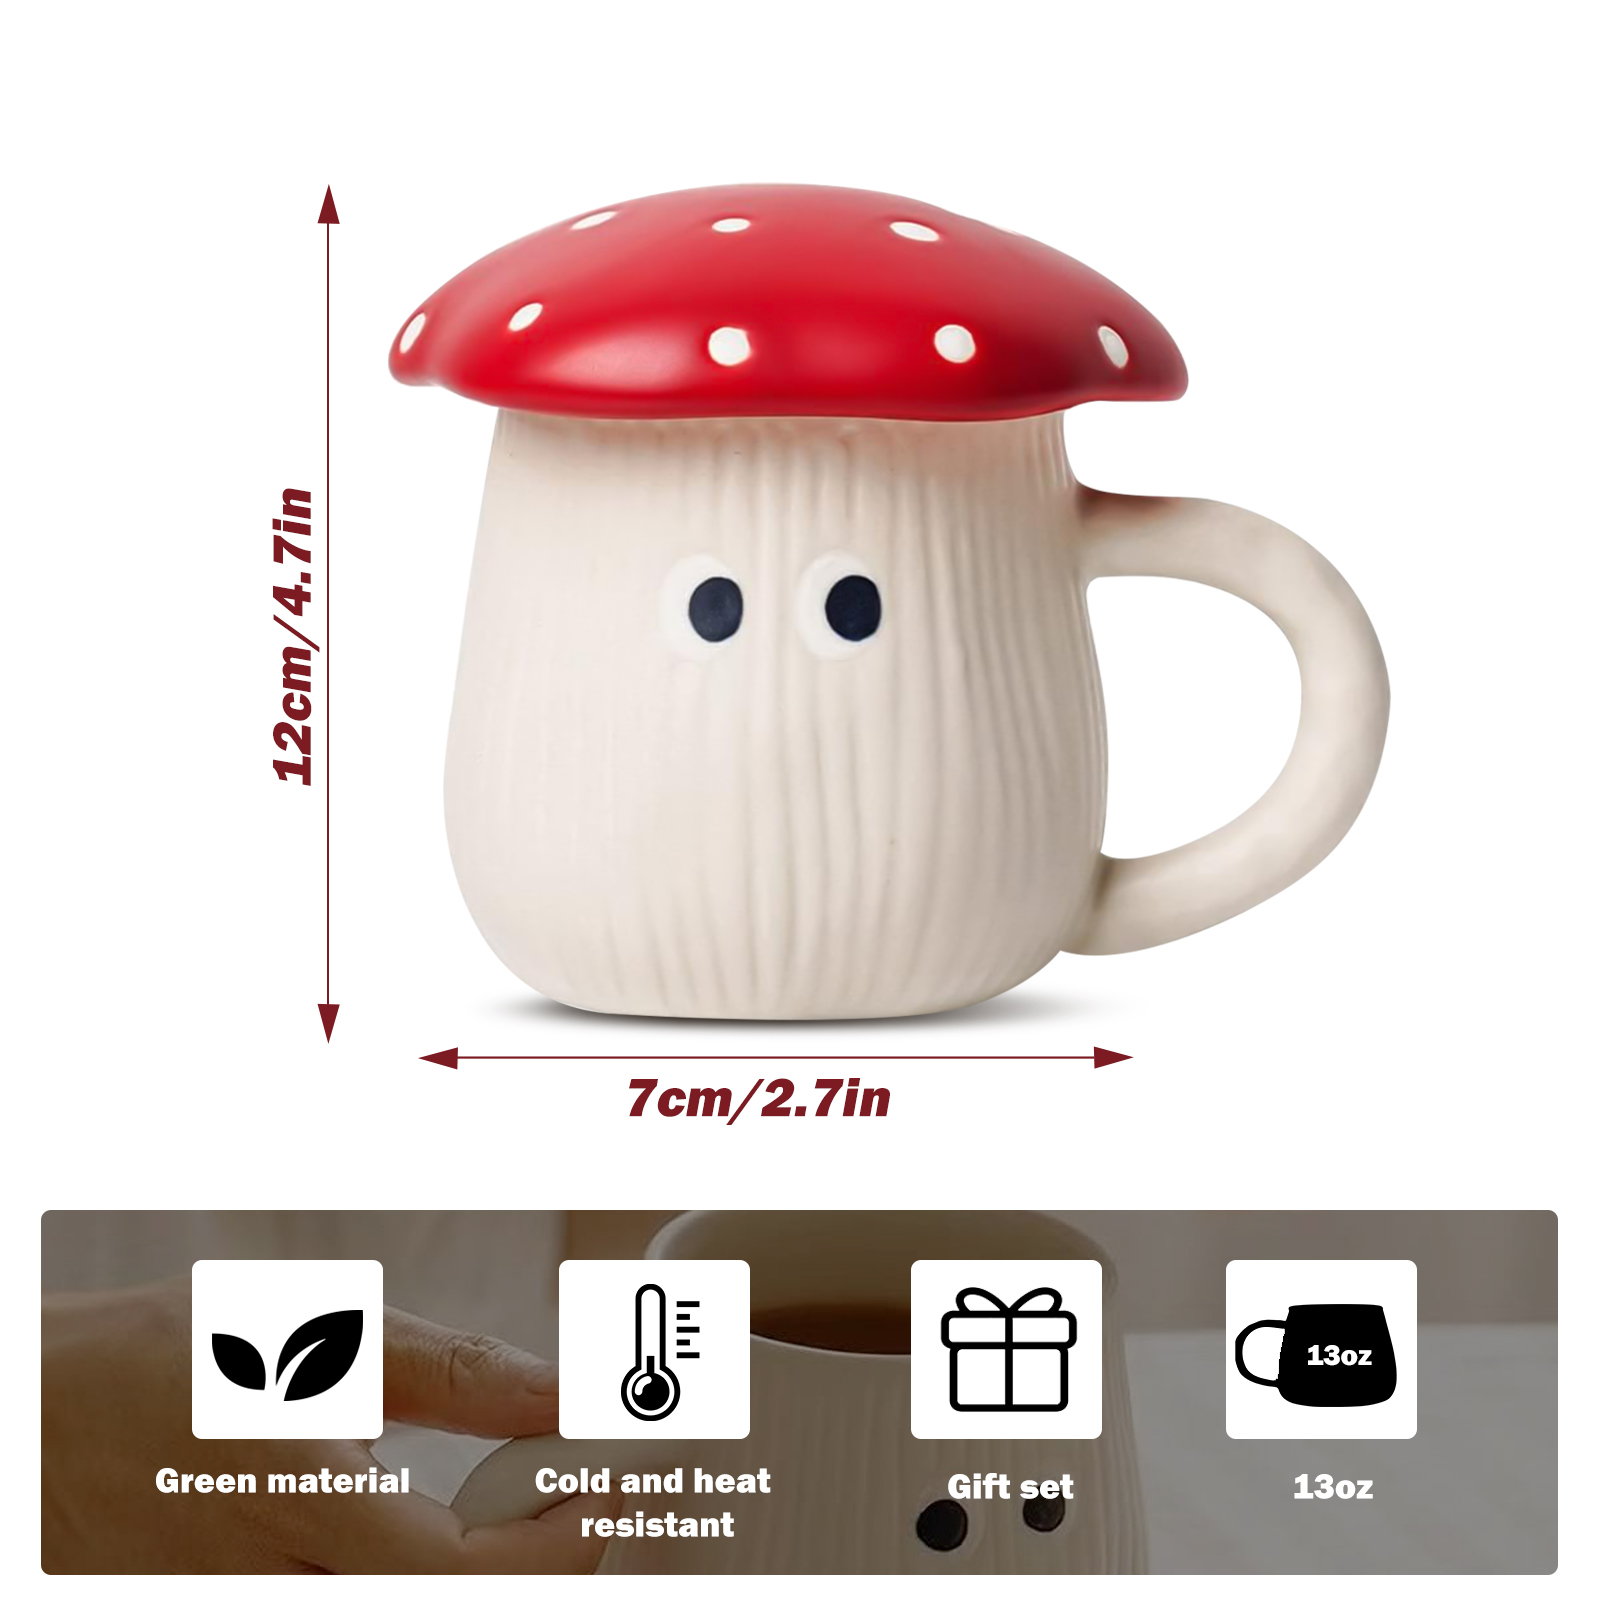 12cm/4.7in
7cm/2.7in
13oz
Green material
Cold and heat
resistant
Gift set
13oz